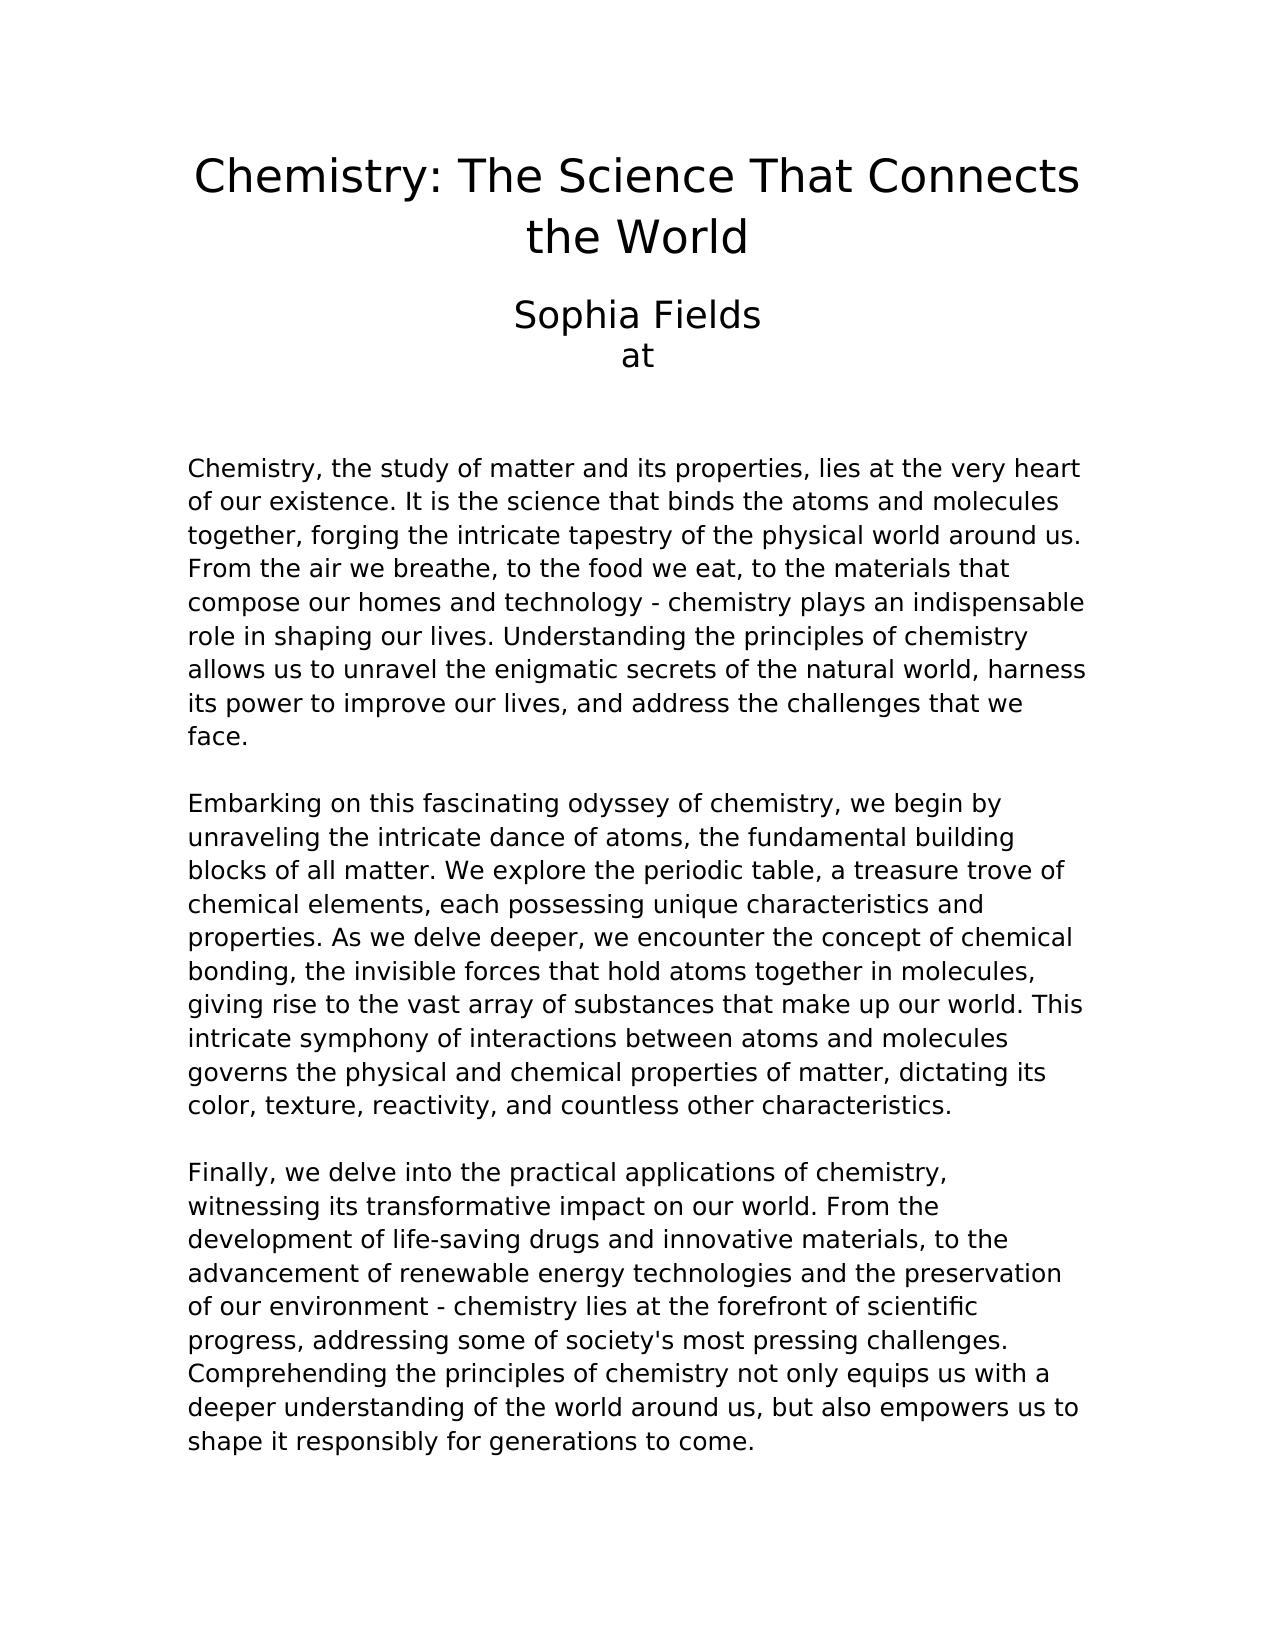 Chemistry: The Science That Connects
the World
Sophia Fields
at
Chemistry, the study of matter and its properties, lies at the very heart
of our existence. It is the science that binds the atoms and molecules
together, forging the intricate tapestry of the physical world around us.
From the air we breathe, to the food we eat, to the materials that
compose our homes and technology - chemistry plays an indispensable
role in shaping our lives. Understanding the principles of chemistry
allows us to unravel the enigmatic secrets of the natural world, harness
its power to improve our lives, and address the challenges that we
face.
Embarking on this fascinating odyssey of chemistry, we begin by
unraveling the intricate dance of atoms, the fundamental building
blocks of all matter. We explore the periodic table, a treasure trove of
chemical elements, each possessing unique characteristics and
properties. As we delve deeper, we encounter the concept of chemical
bonding, the invisible forces that hold atoms together in molecules,
giving rise to the vast array of substances that make up our world. This
intricate symphony of interactions between atoms and molecules
governs the physical and chemical properties of matter, dictating its
color, texture, reactivity, and countless other characteristics.
Finally, we delve into the practical applications of chemistry,
witnessing its transformative impact on our world. From the
development of life-saving drugs and innovative materials, to the
advancement of renewable energy technologies and the preservation
of our environment - chemistry lies at the forefront of scientific
progress, addressing some of society's most pressing challenges.
Comprehending the principles of chemistry not only equips us with a
deeper understanding of the world around us, but also empowers us to
shape it responsibly for generations to come.